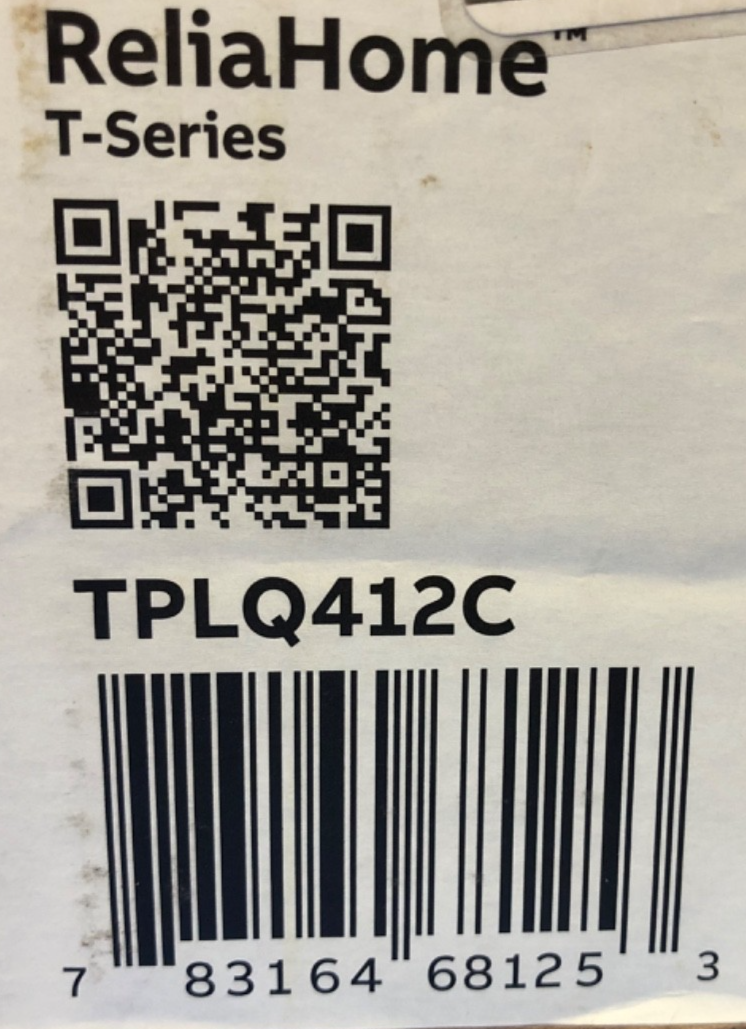 ReliaHome™
T-Series
TPLQ412C
7 83164 68125 3